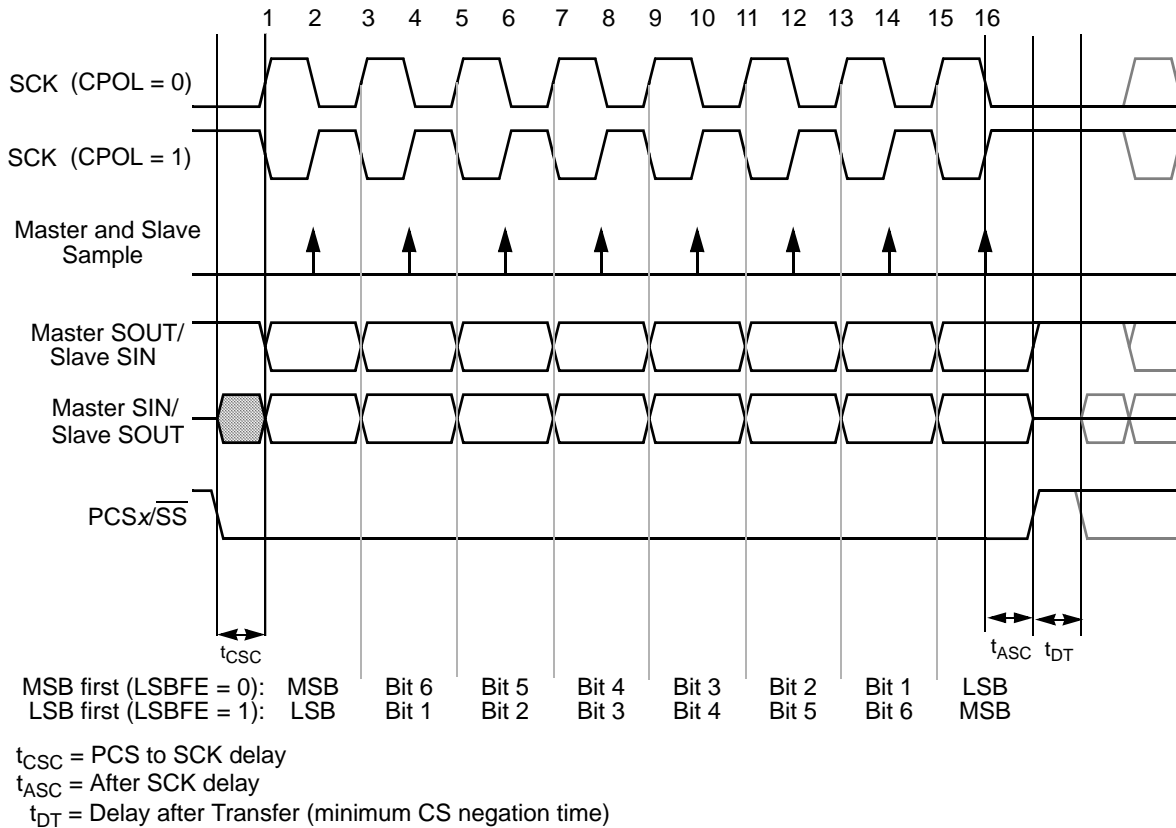 1 2 3 4 5 6 7 8 9 10 11 12 13 14 15 16
SCK (CPOL = 0)
SCK (CPOL = 1)
Master and Slave
Sample
Master SOUT/
Slave SIN
Master SIN/
Slave SOUT
PCSx/S̅S̅
tCSC
tASC
tDT
MSB first (LSBFE = 0): MSB Bit 6 Bit 5 Bit 4 Bit 3 Bit 2 Bit 1 LSB
LSB first (LSBFE = 1): LSB Bit 1 Bit 2 Bit 3 Bit 4 Bit 5 Bit 6 MSB
tCSC = PCS to SCK delay
tASC = After SCK delay
tDT = Delay after Transfer (minimum CS negation time)